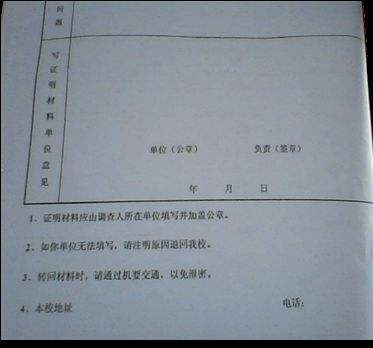 问
题
写
证
明
材
料
单
位
意
见
单位（公章） 负责（签章）
年 月 日
1、证明材料应由调查人所在单位填写并加盖公章。
2、如你单位无法填写，请注明原因退回我校。
3、转回材料时，请通过机要交通，以免泄密。
4、本校地址 电话：